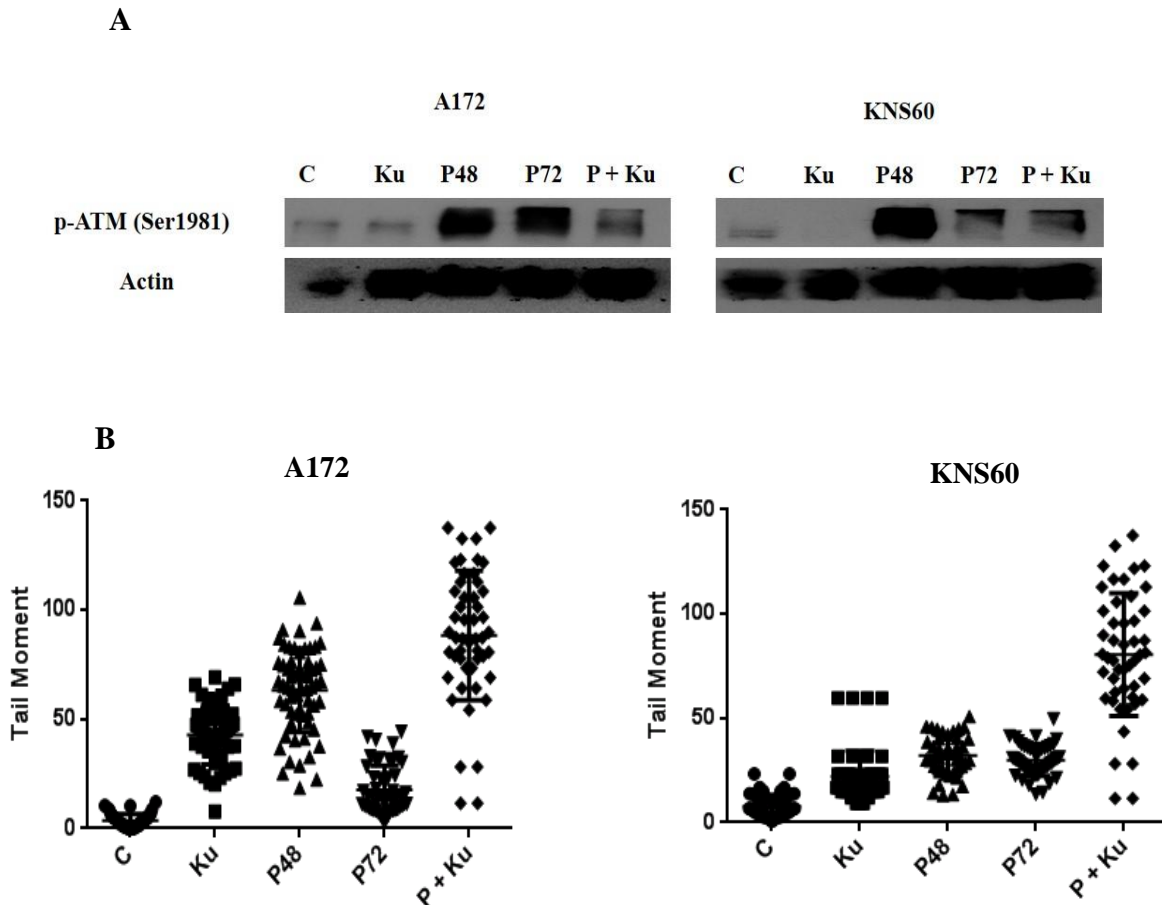 A
A172
KNS60
C Ku P48 P72 P + Ku
C Ku P48 P72 P + Ku
p-ATM (Ser1981)
Actin
B
A172
KNS60
Tail Moment
150
100
50
0
C Ku P48 P72 P + Ku
Tail Moment
150
100
50
0
C Ku P48 P72 P + Ku